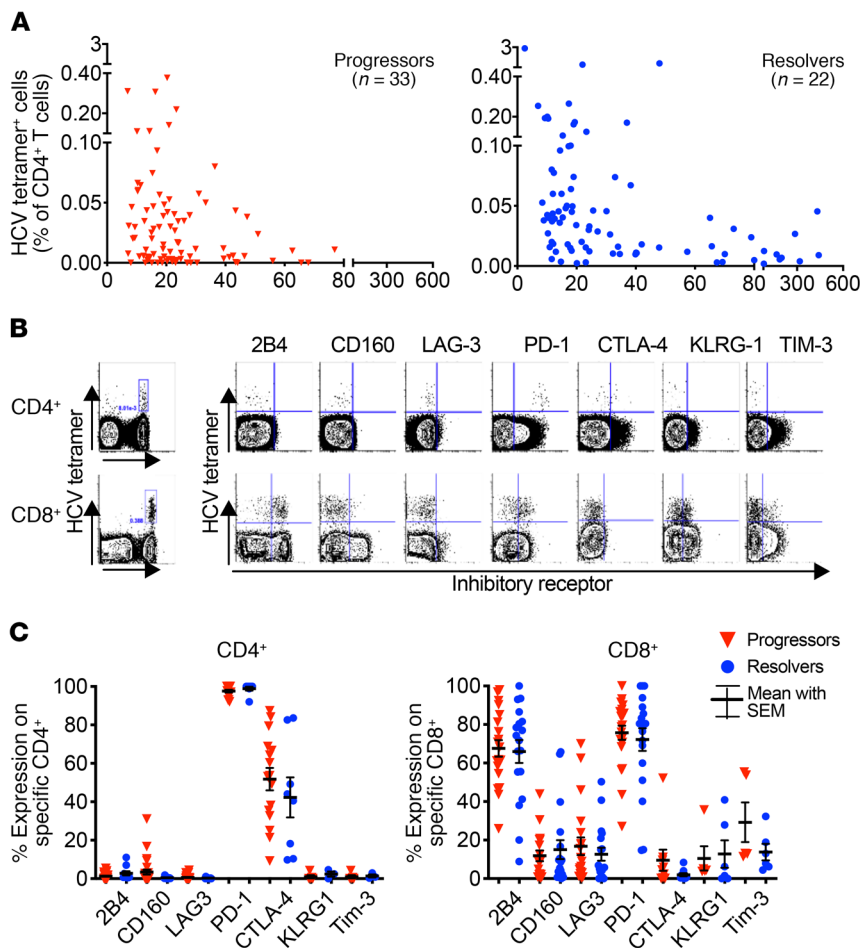 A
Progressors
(n = 33)
Resolvers
(n = 22)
HCV tetramer⁺ cells
(% of CD4⁺ T cells)
3
0.40
0.20
0.10
0.05
0.00
0 20 40 60 80 300 600
3
0.40
0.20
0.10
0.05
0.00
0 20 40 60 80 300 600
B
2B4 CD160 LAG-3 PD-1 CTLA-4 KLRG-1 TIM-3
CD4⁺
CD8⁺
HCV tetramer
HCV tetramer
HCV tetramer
Inhibitory receptor
C
CD4⁺
CD8⁺
Progressors
Resolvers
Mean with
SEM
% Expression on
specific CD4⁺
100
80
60
40
20
0
2B4 CD160 LAG3 PD-1 CTLA-4 KLRG1 Tim-3
% Expression on
specific CD8⁺
100
80
60
40
20
0
2B4 CD160 LAG3 PD-1 CTLA-4 KLRG1 Tim-3